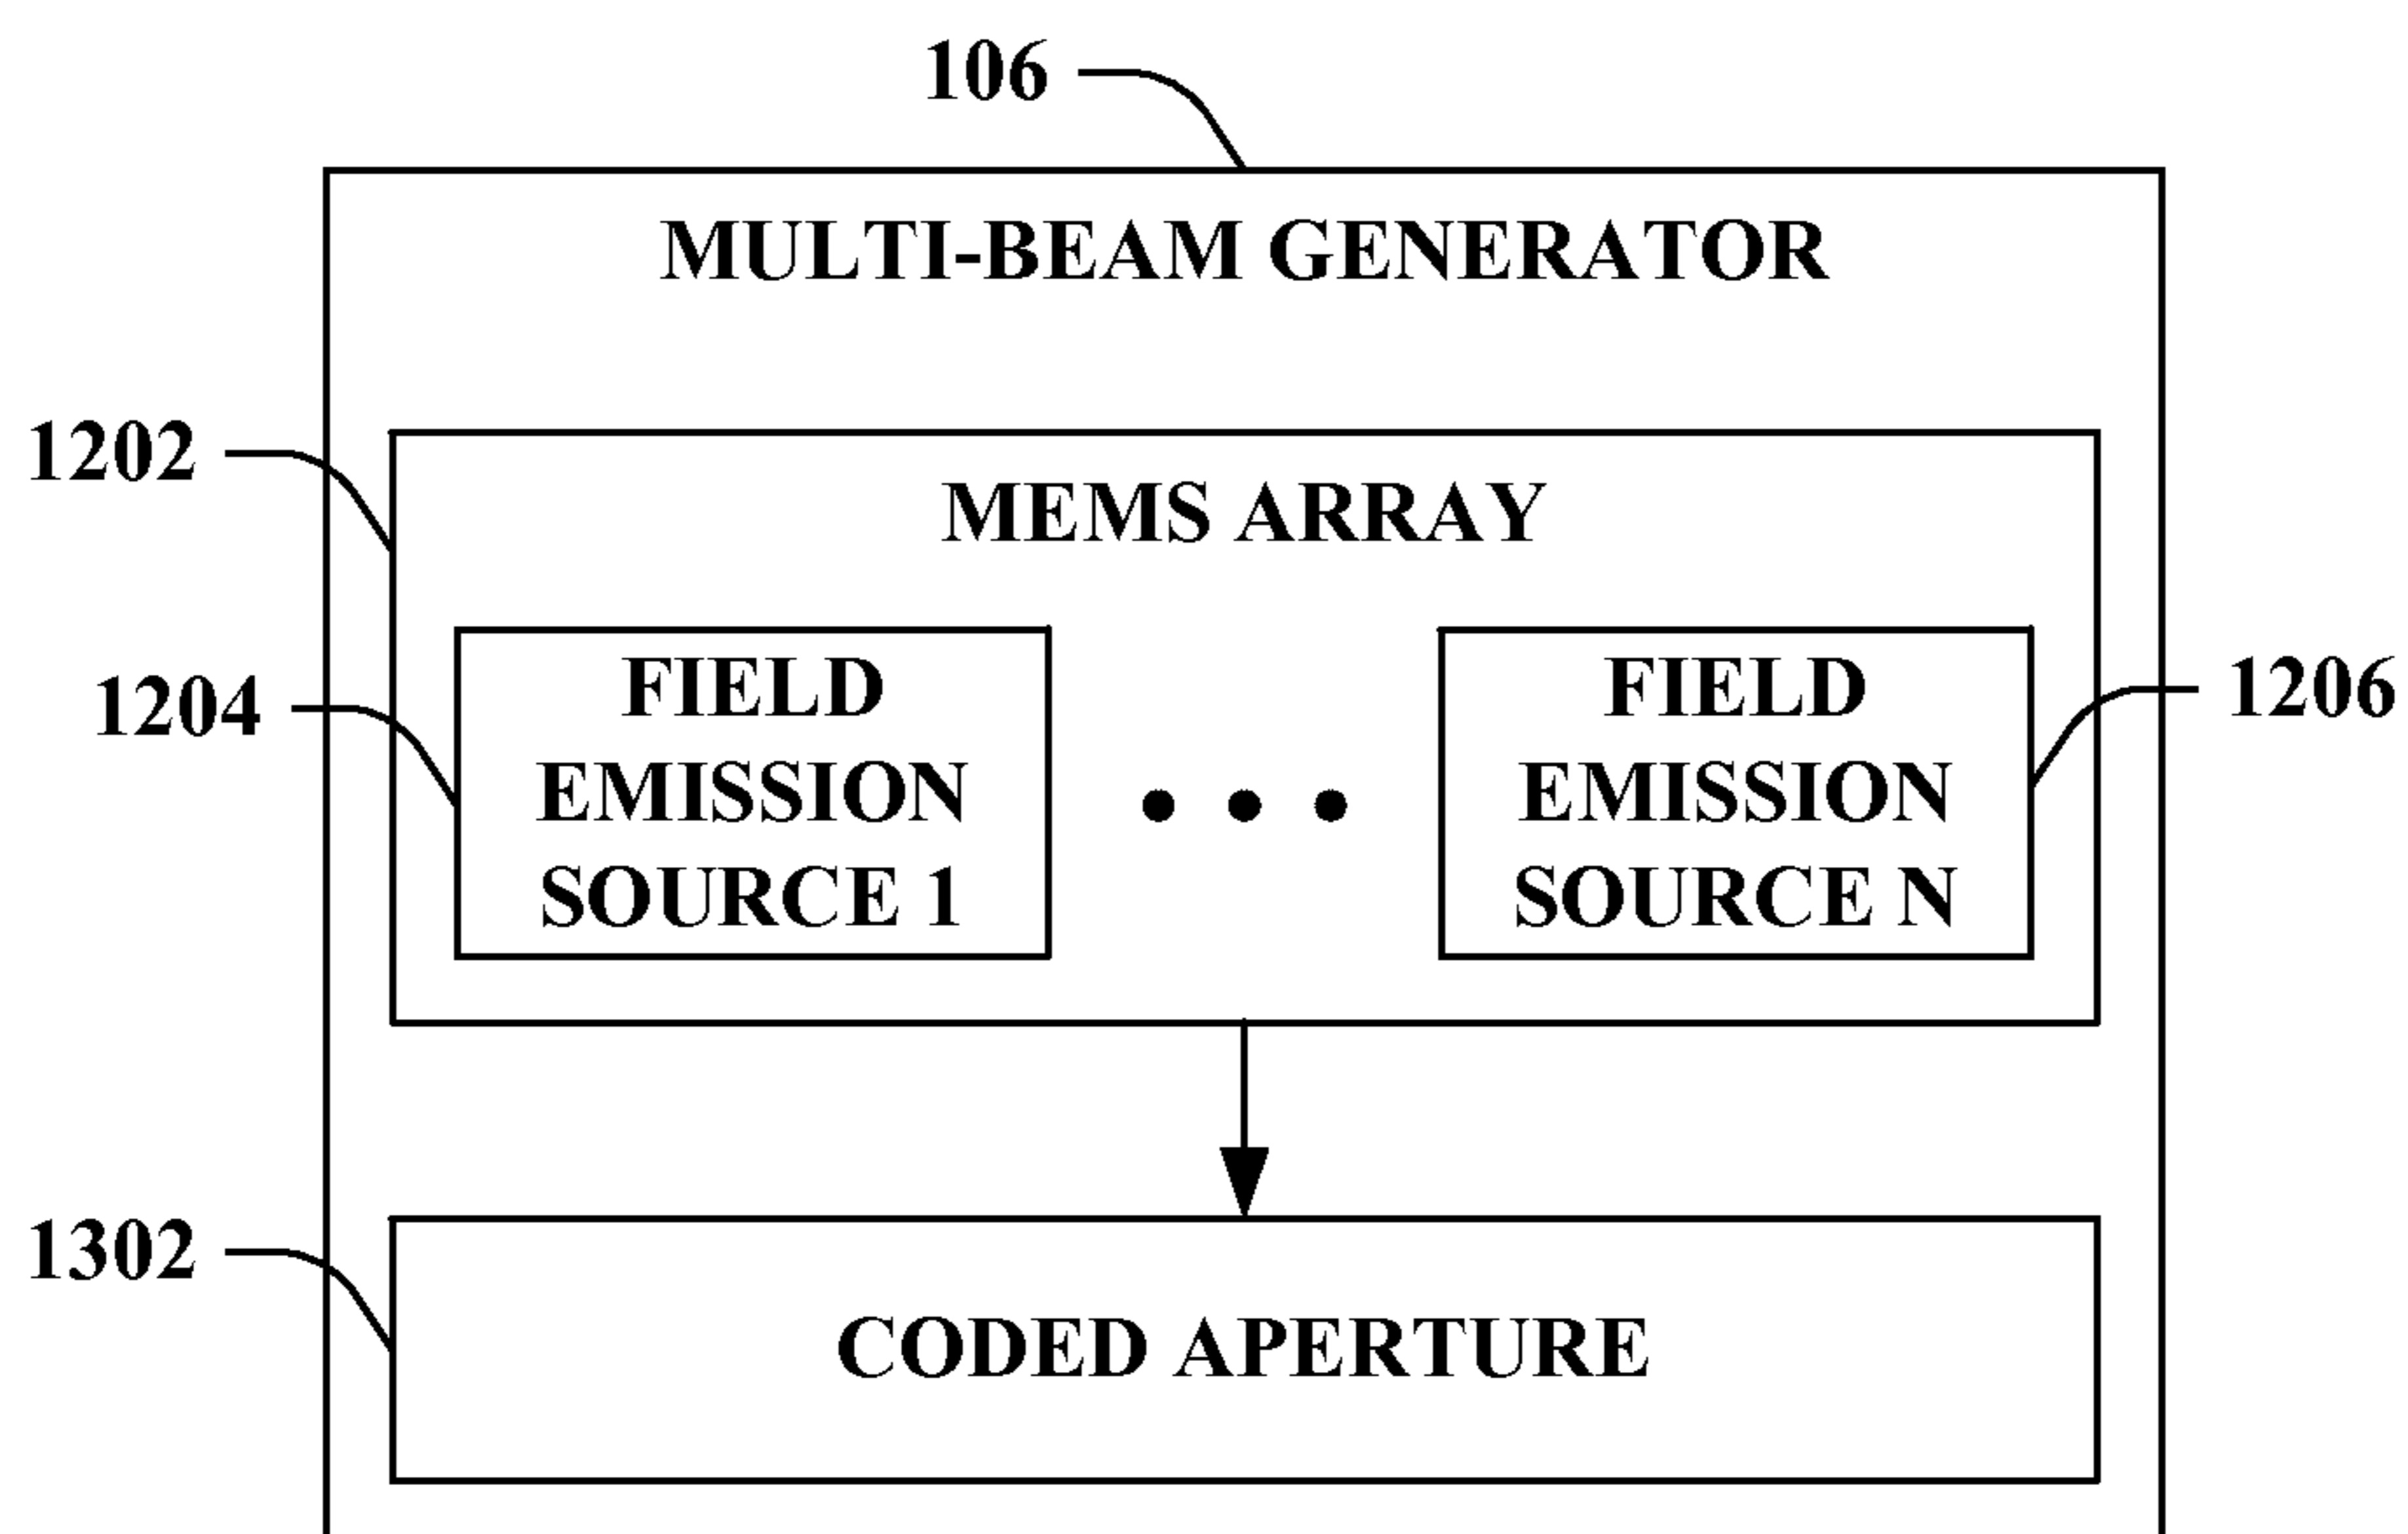 106
MULTI-BEAM GENERATOR
1202
MEMS ARRAY
1204
FIELD
EMISSION
SOURCE 1
FIELD
EMISSION
SOURCE N
1206
1302
CODED APERTURE